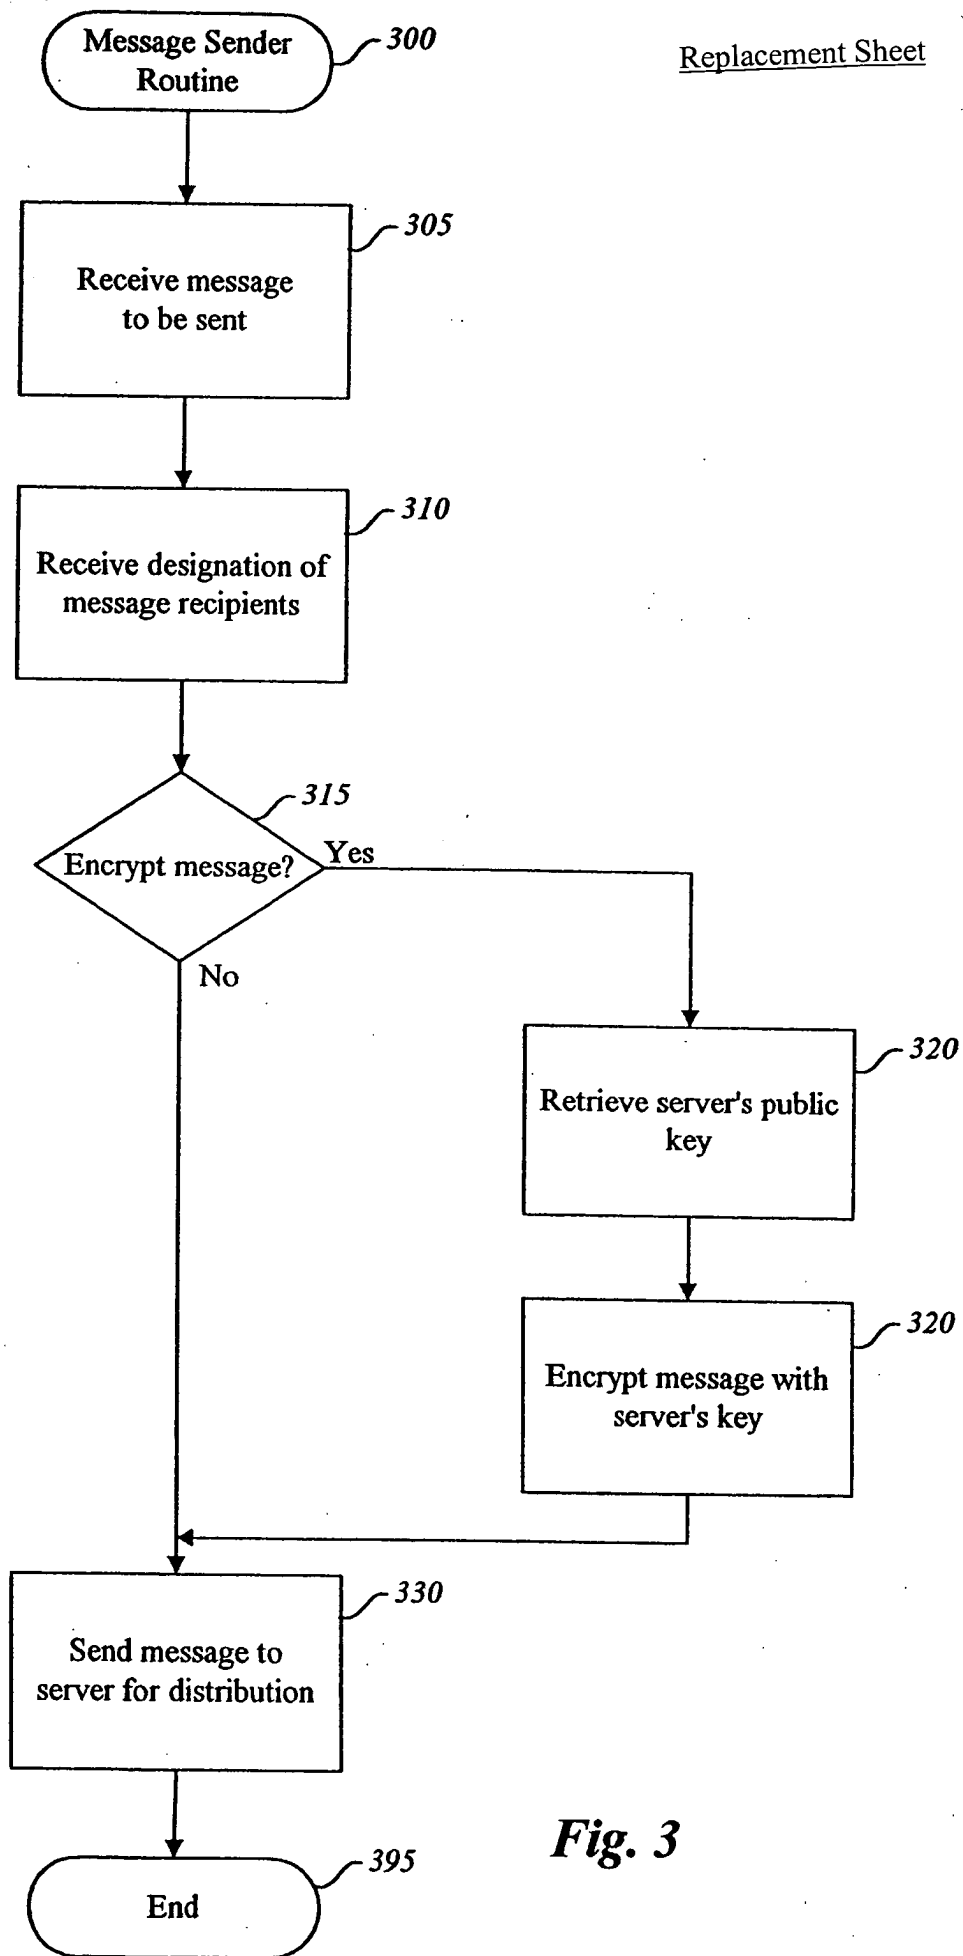 Message Sender
Routine
300
Replacement Sheet
305
Receive message
to be sent
310
Receive designation of
message recipients
315
Encrypt message?
Yes
No
320
Retrieve server's public
key
320
Encrypt message with
server's key
330
Send message to
server for distribution
Fig. 3
395
End